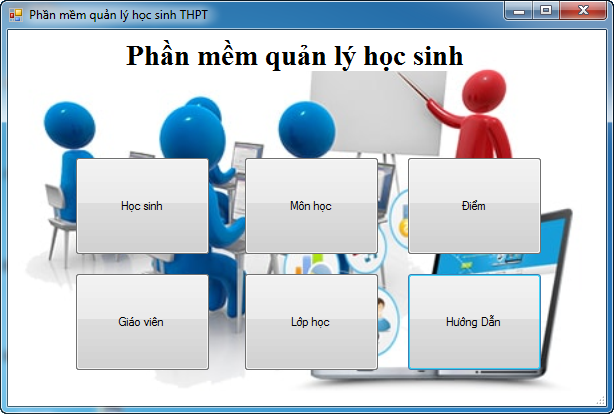 Phần mềm quản lý học sinh THPT
Phần mềm quản lý học sinh
Học sinh
Môn học
Điểm
Giáo viên
Lớp học
Hướng Dẫn